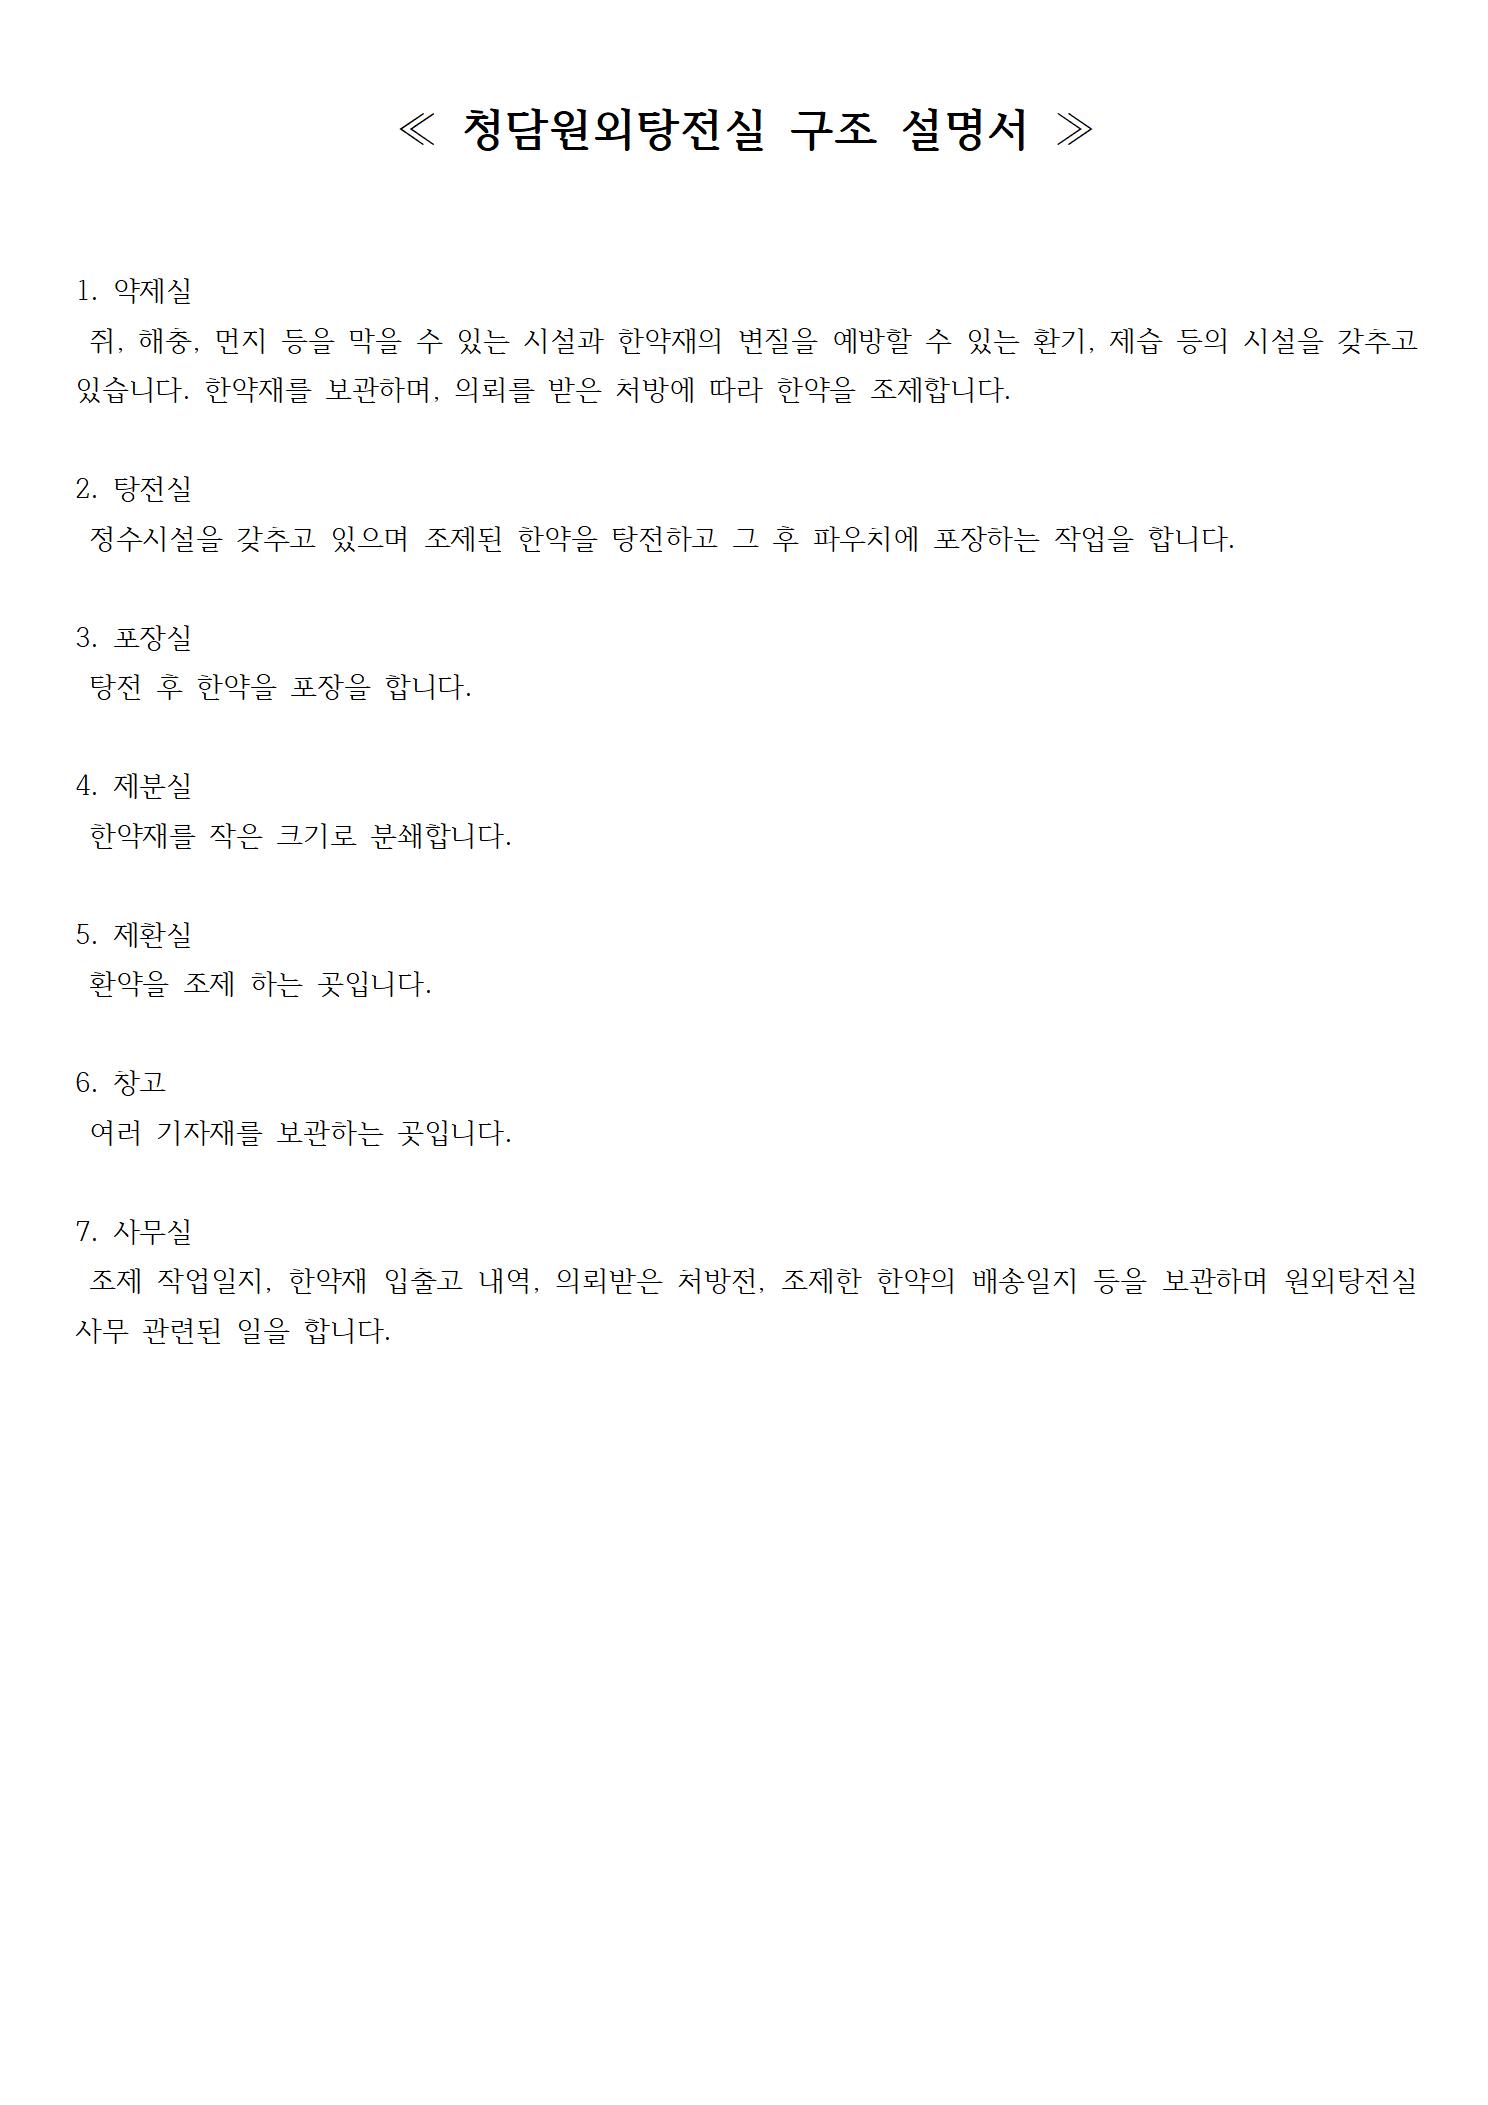 ≪ 청담원외탕전실 구조 설명서 ≫
1. 약제실
쥐, 해충, 먼지 등을 막을 수 있는 시설과 한약재의 변질을 예방할 수 있는 환기, 제습 등의 시설을 갖추고
있습니다. 한약재를 보관하며, 의뢰를 받은 처방에 따라 한약을 조제합니다.
2. 탕전실
정수시설을 갖추고 있으며 조제된 한약을 탕전하고 그 후 파우치에 포장하는 작업을 합니다.
3. 포장실
탕전 후 한약을 포장을 합니다.
4. 제분실
한약재를 작은 크기로 분쇄합니다.
5. 제환실
환약을 조제 하는 곳입니다.
6. 창고
여러 기자재를 보관하는 곳입니다.
7. 사무실
조제 작업일지, 한약재 입출고 내역, 의뢰받은 처방전, 조제한 한약의 배송일지 등을 보관하며 원외탕전실
사무 관련된 일을 합니다.